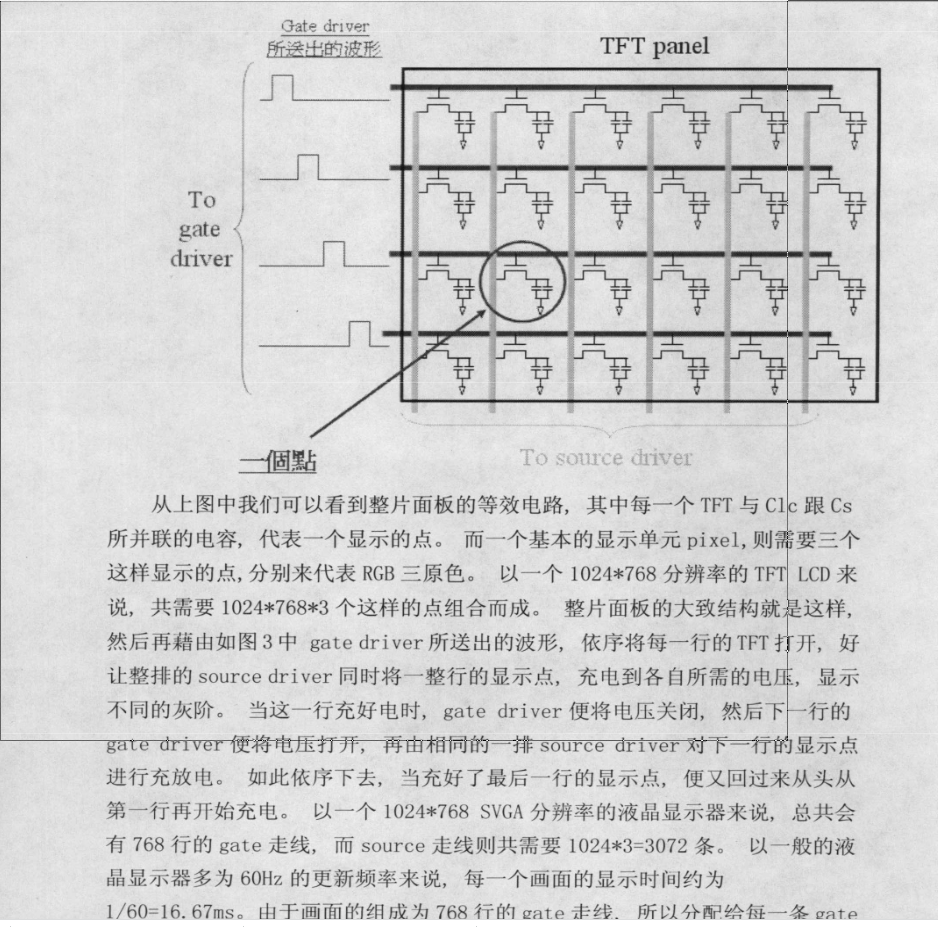 Gate driver
所送出的波形
TFT panel
To
gate
driver
一個點
To source driver
从上图中我们可以看到整片面板的等效电路, 其中每一个 TFT 与 Clc 跟 Cs
所并联的电容, 代表一个显示的点。 而一个基本的显示单元 pixel,则需要三个
这样显示的点,分别来代表 RGB 三原色。 以一个 1024*768 分辨率的 TFT LCD 来
说, 共需要 1024*768*3 个这样的点组合而成。 整片面板的大致结构就是这样,
然后再藉由如图 3 中 gate driver 所送出的波形, 依序将每一行的 TFT 打开, 好
让整排的 source driver 同时将一整行的显示点, 充电到各自所需的电压, 显示
不同的灰阶。 当这一行充好电时, gate driver 便将电压关闭, 然后下一行的
gate driver 便将电压打开, 再由相同的一排 source driver 对下一行的显示点
进行充放电。 如此依序下去, 当充好了最后一行的显示点, 便又回过来从头从
第一行再开始充电。 以一个 1024*768 SVGA 分辨率的液晶显示器来说, 总共会
有 768 行的 gate 走线, 而 source 走线则共需要 1024*3=3072 条。 以一般的液
晶显示器多为 60Hz 的更新频率来说, 每一个画面的显示时间约为
1/60=16.67ms。由于画面的组成为 768 行的 gate 走线, 所以分配给每一条 gate